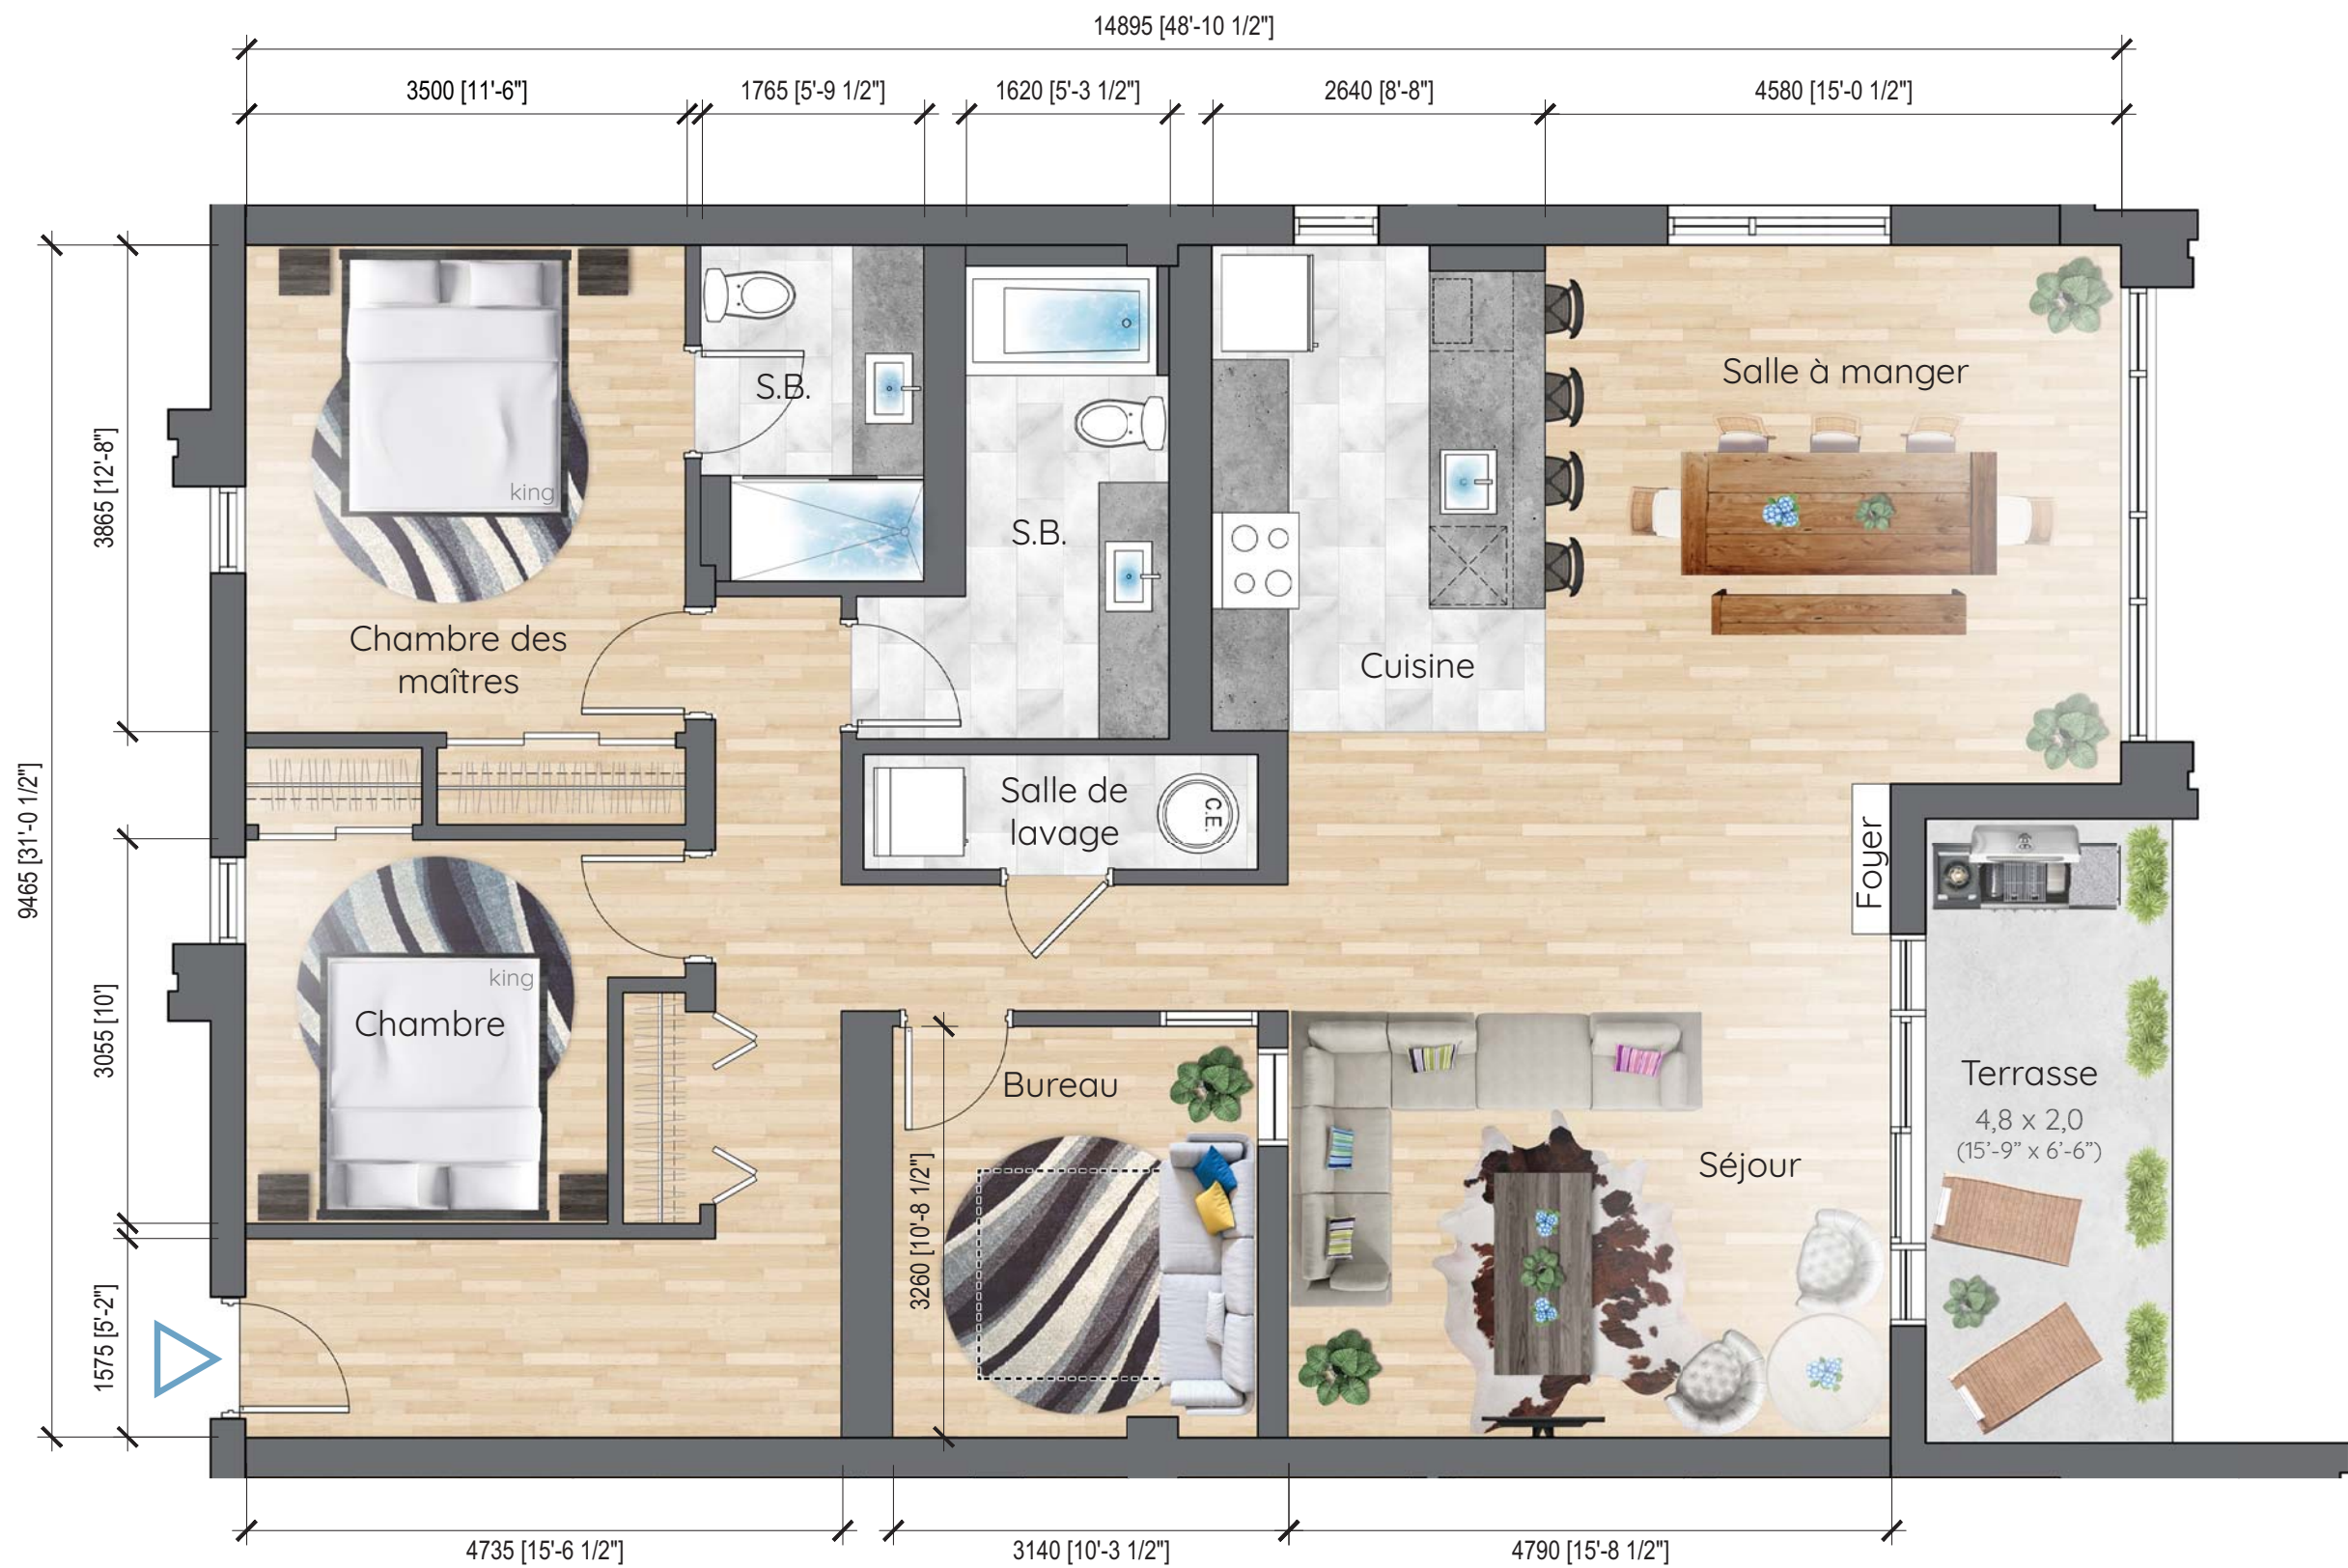 14895 [48'-10 1/2"]
3500 [11'-6"]
1765 [5'-9 1/2"]
1620 [5'-3 1/2"]
2640 [8'-8"]
4580 [15'-0 1/2"]
9465 [31'-0 1/2"]
3865 [12'-8"]
3055 [10']
1575 [5'-2"]
king
Chambre des
maîtres
S.B.
S.B.
Cuisine
Salle à manger
Salle de
lavage
C.E.
Foyer
king
Chambre
Bureau
3260 [10'-8 1/2"]
Séjour
Terrasse
4,8 x 2,0
(15'-9” x 6'-6”)
4735 [15'-6 1/2"]
3140 [10'-3 1/2"]
4790 [15'-8 1/2"]